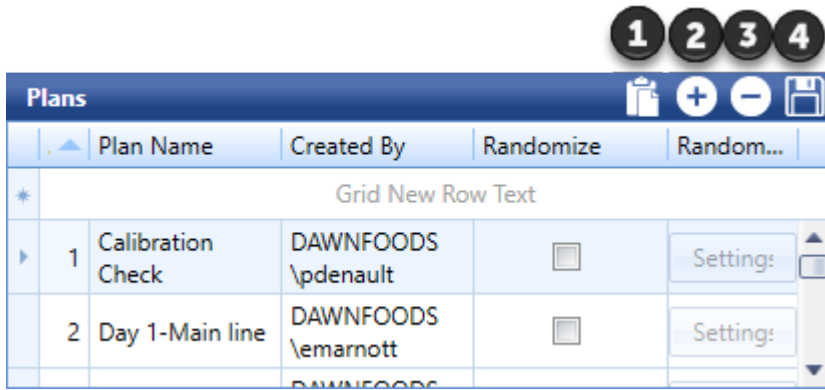 1 2 3 4
Plans
. Plan Name Created By Randomize Random...
Grid New Row Text
1 Calibration Check DAWNFOODS\pdenault Settings
2 Day 1-Main line DAWNFOODS\emarnott Settings
DAWNFOODS